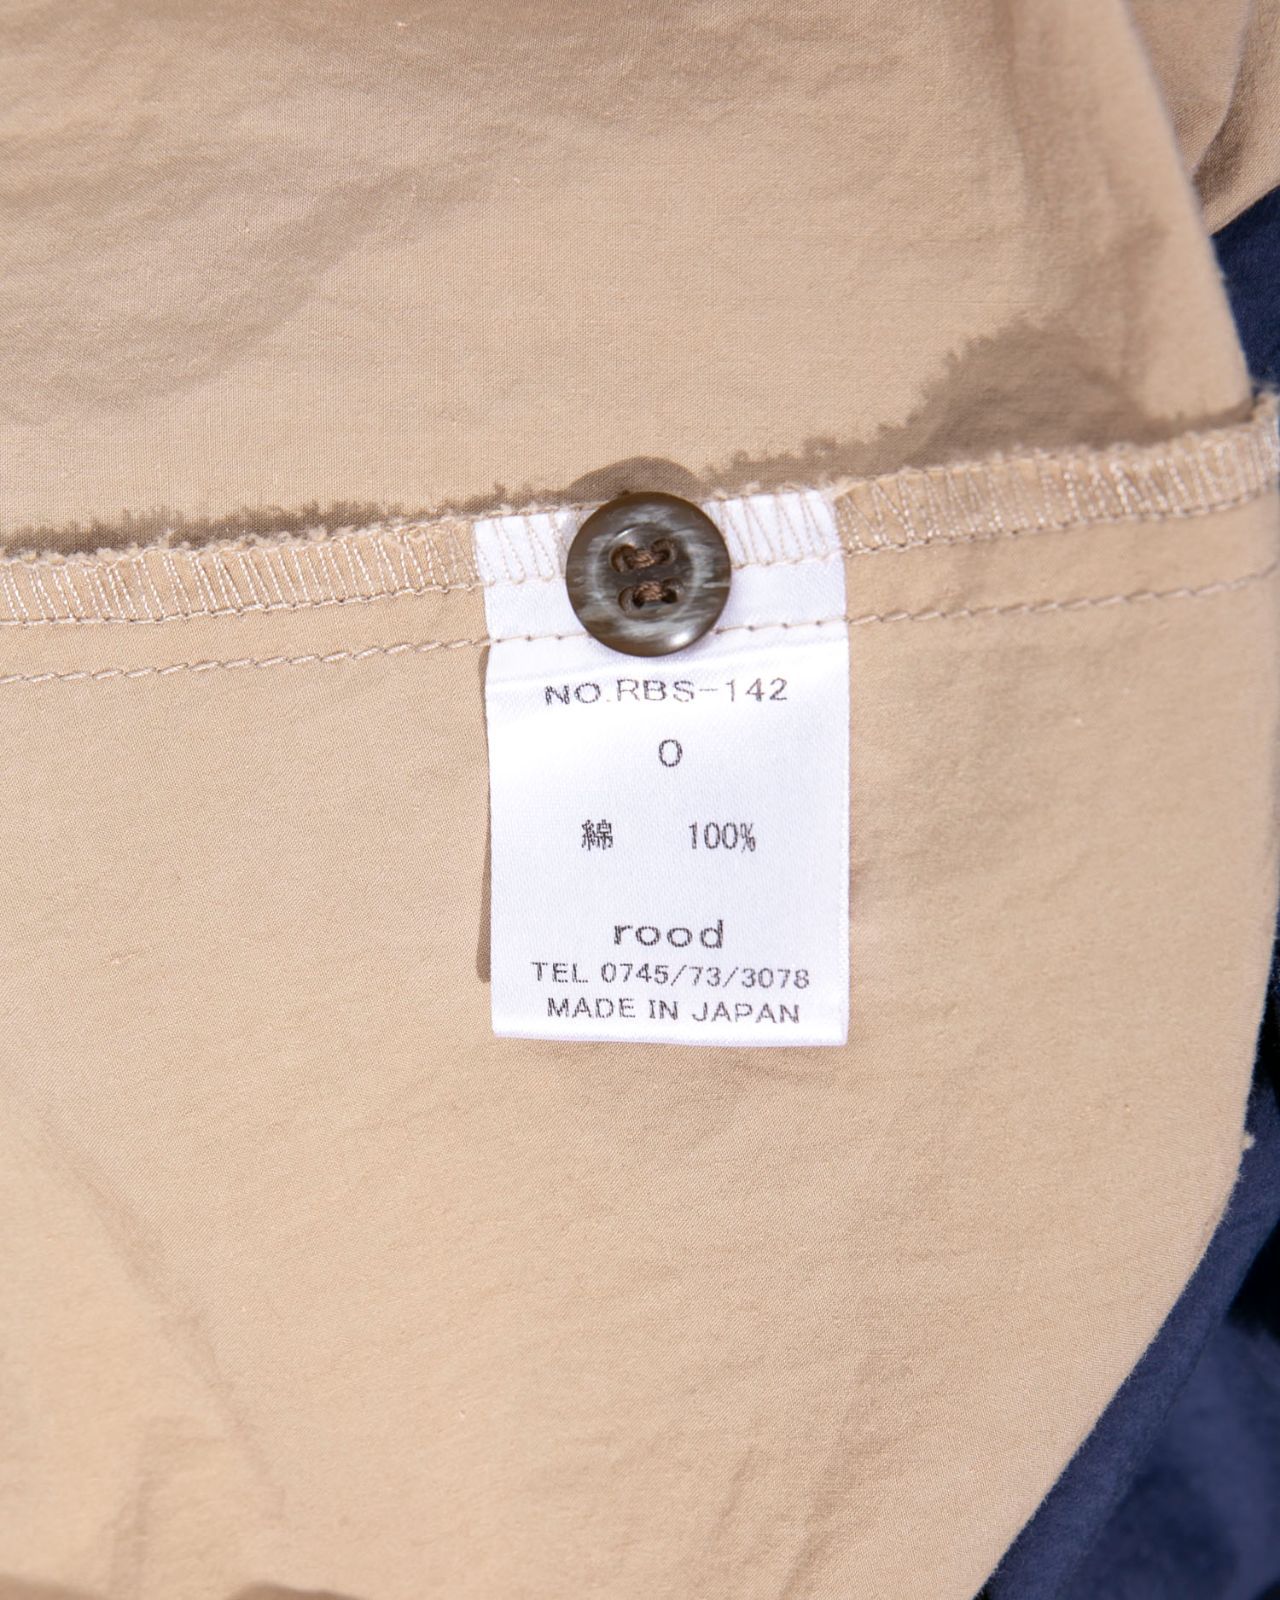 NO.RBS-142
0
綿 100%
rood
TEL 0745/73/3078
MADE IN JAPAN